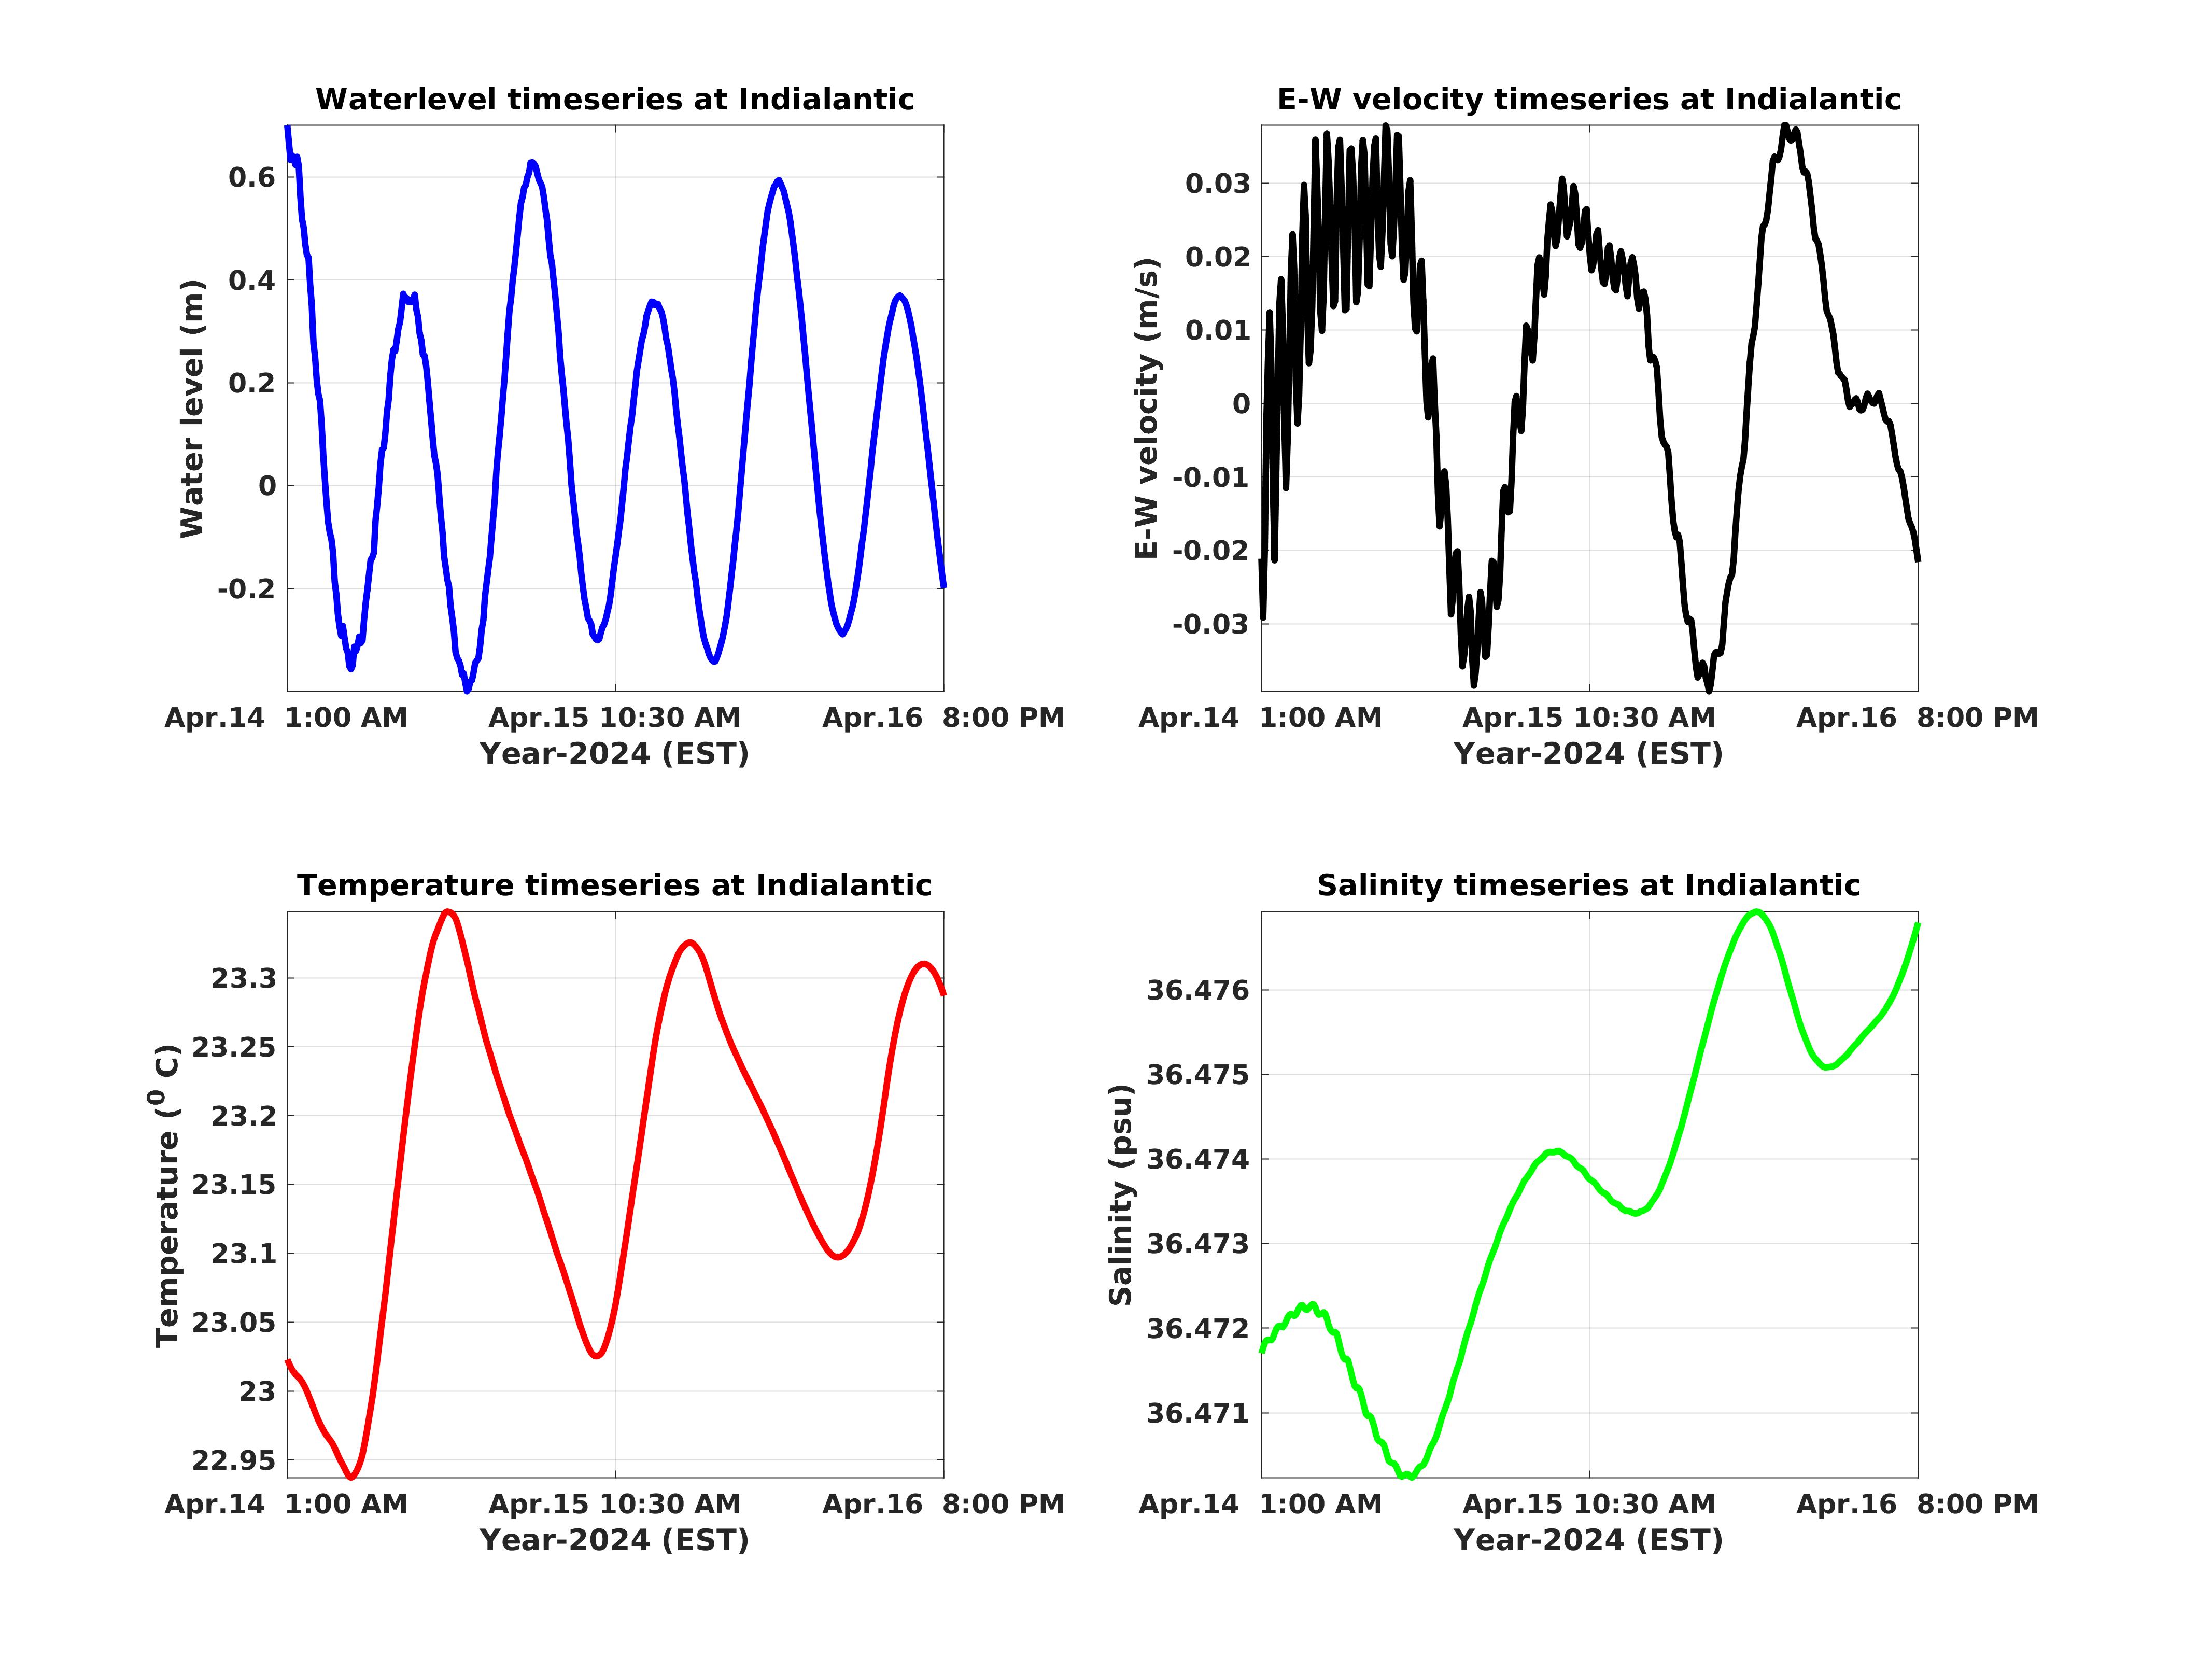 Waterlevel timeseries at Indialantic
0.6
0.4
0.2
0
-0.2
Water level (m)
Apr.14 1:00 AM Apr.15 10:30 AM Apr.16 8:00 PM
Year-2024 (EST)
E-W velocity timeseries at Indialantic
0.03
0.02
0.01
0
-0.01
-0.02
-0.03
E-W velocity (m/s)
Apr.14 1:00 AM Apr.15 10:30 AM Apr.16 8:00 PM
Year-2024 (EST)
Temperature timeseries at Indialantic
23.3
23.25
23.2
23.15
23.1
23.05
23
22.95
Temperature (⁰ C)
Apr.14 1:00 AM Apr.15 10:30 AM Apr.16 8:00 PM
Year-2024 (EST)
Salinity timeseries at Indialantic
36.476
36.475
36.474
36.473
36.472
36.471
Salinity (psu)
Apr.14 1:00 AM Apr.15 10:30 AM Apr.16 8:00 PM
Year-2024 (EST)